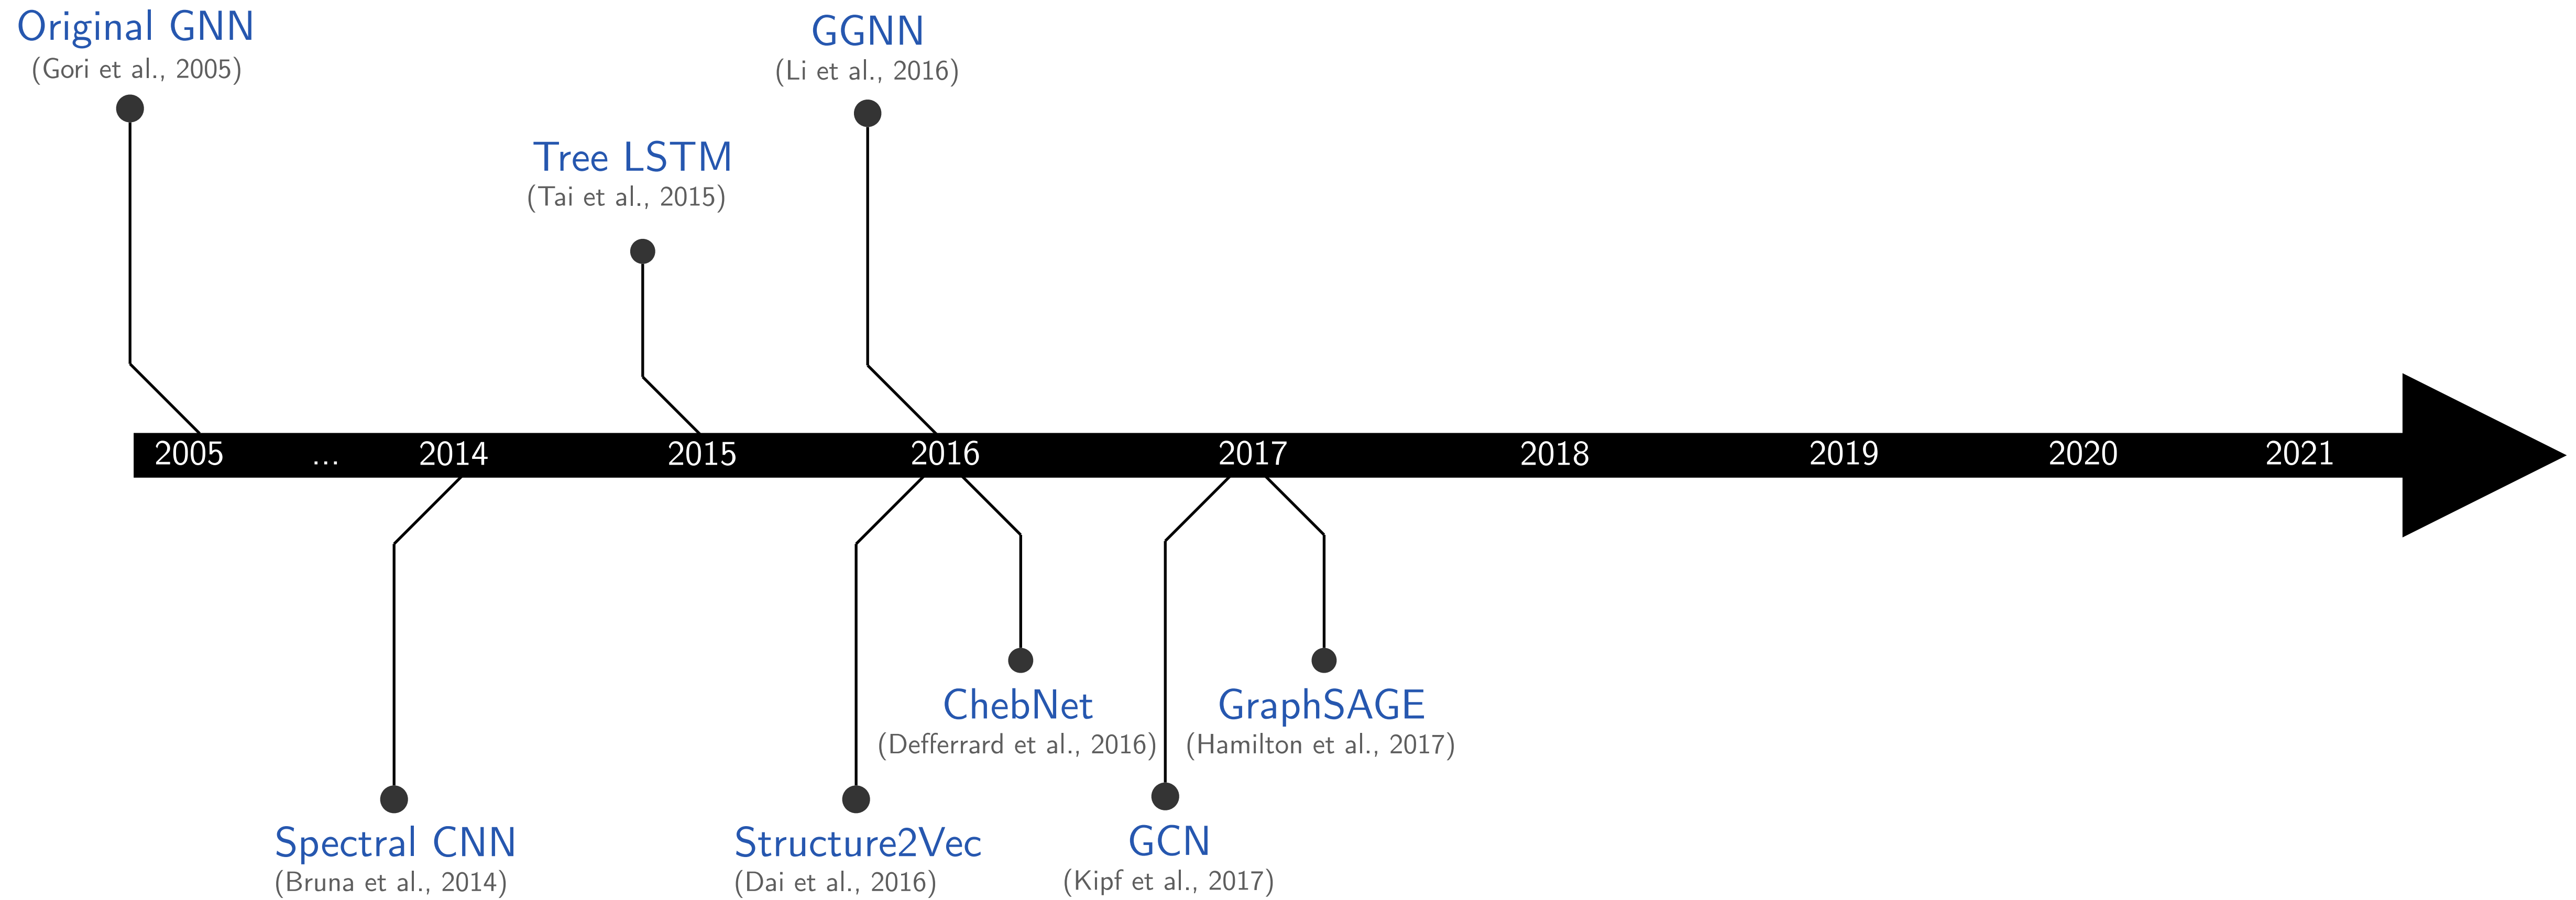 Original GNN
(Gori et al., 2005)
GGNN
(Li et al., 2016)
Tree LSTM
(Tai et al., 2015)
2005 ... 2014 2015 2016 2017 2018 2019 2020 2021
ChebNet
(Defferrard et al., 2016)
GraphSAGE
(Hamilton et al., 2017)
Spectral CNN
(Bruna et al., 2014)
Structure2Vec
(Dai et al., 2016)
GCN
(Kipf et al., 2017)